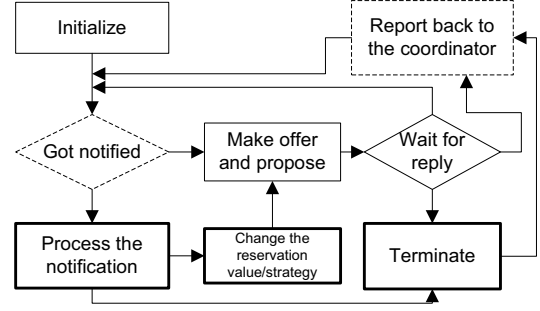 Initialize
Report back to
the coordinator
Got notified
Make offer
and propose
Wait for
reply
Process the
notification
Change the
reservation
value/strategy
Terminate